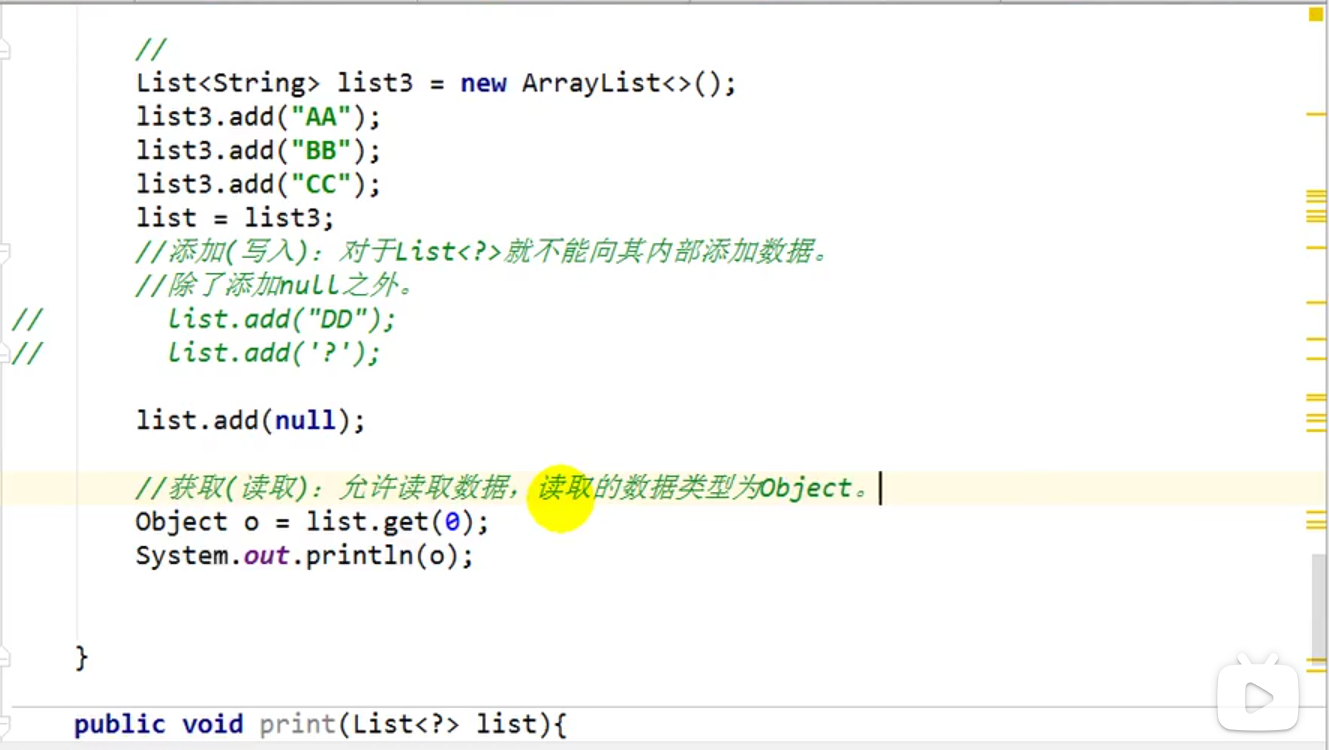 //
List<String> list3 = new ArrayList<>();
list3.add("AA");
list3.add("BB");
list3.add("CC");
list = list3;
//添加(写入)：对于List<?>就不能向其内部添加数据。
//除了添加null之外。
//        list.add("DD");
//        list.add('?');
list.add(null);
//获取(读取)：允许读取数据，读取的数据类型为Object。
Object o = list.get(0);
System.out.println(o);
}
public void print(List<?> list){